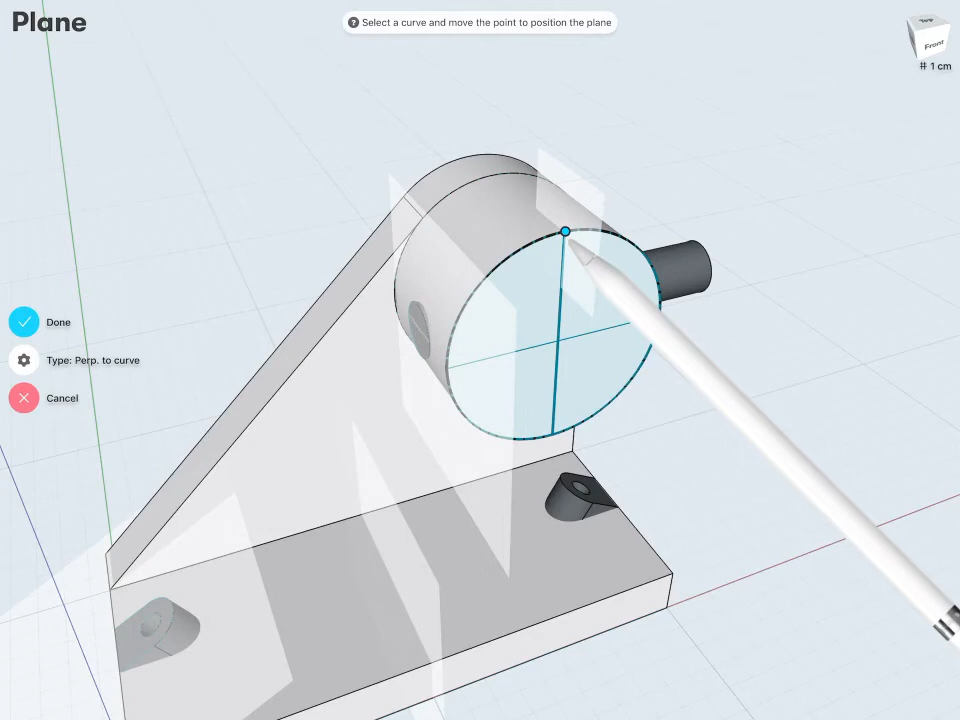 Plane
Select a curve and move the point to position the plane
Front
1 cm
Done
Type: Perp. to curve
Cancel